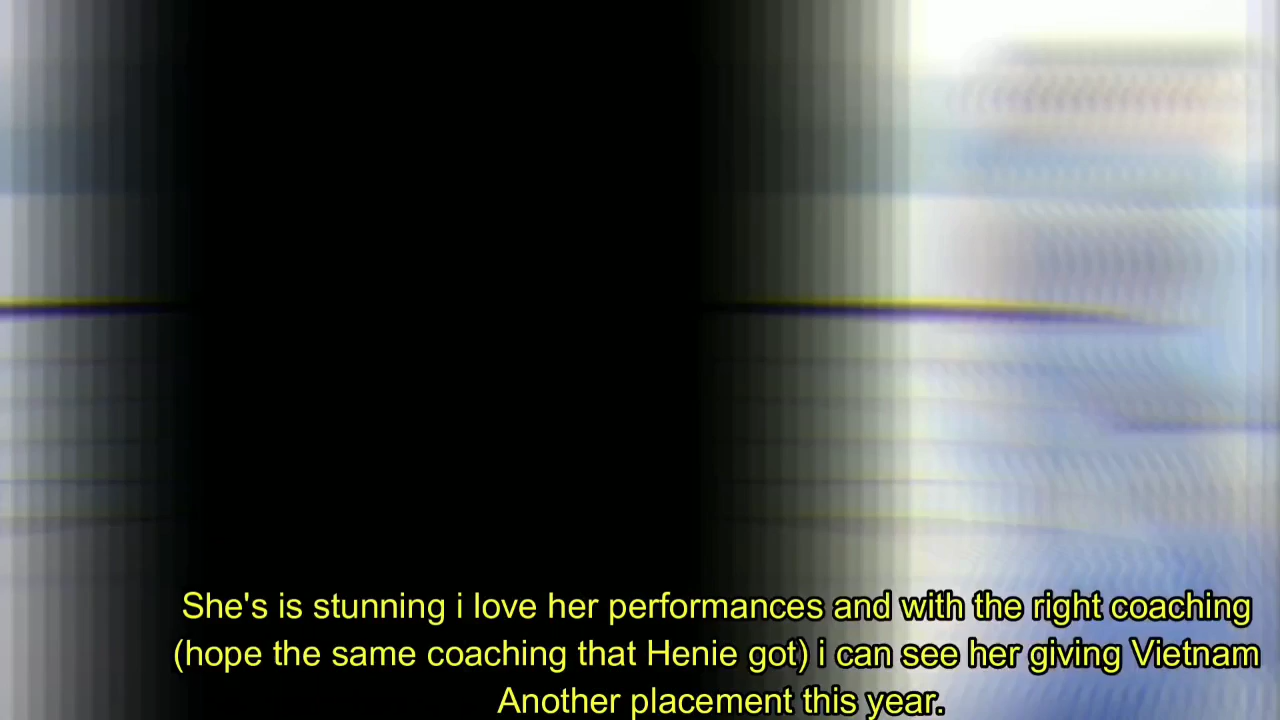 She's is stunning i love her performances and with the right coaching
(hope the same coaching that Henie got) i can see her giving Vietnam
Another placement this year.